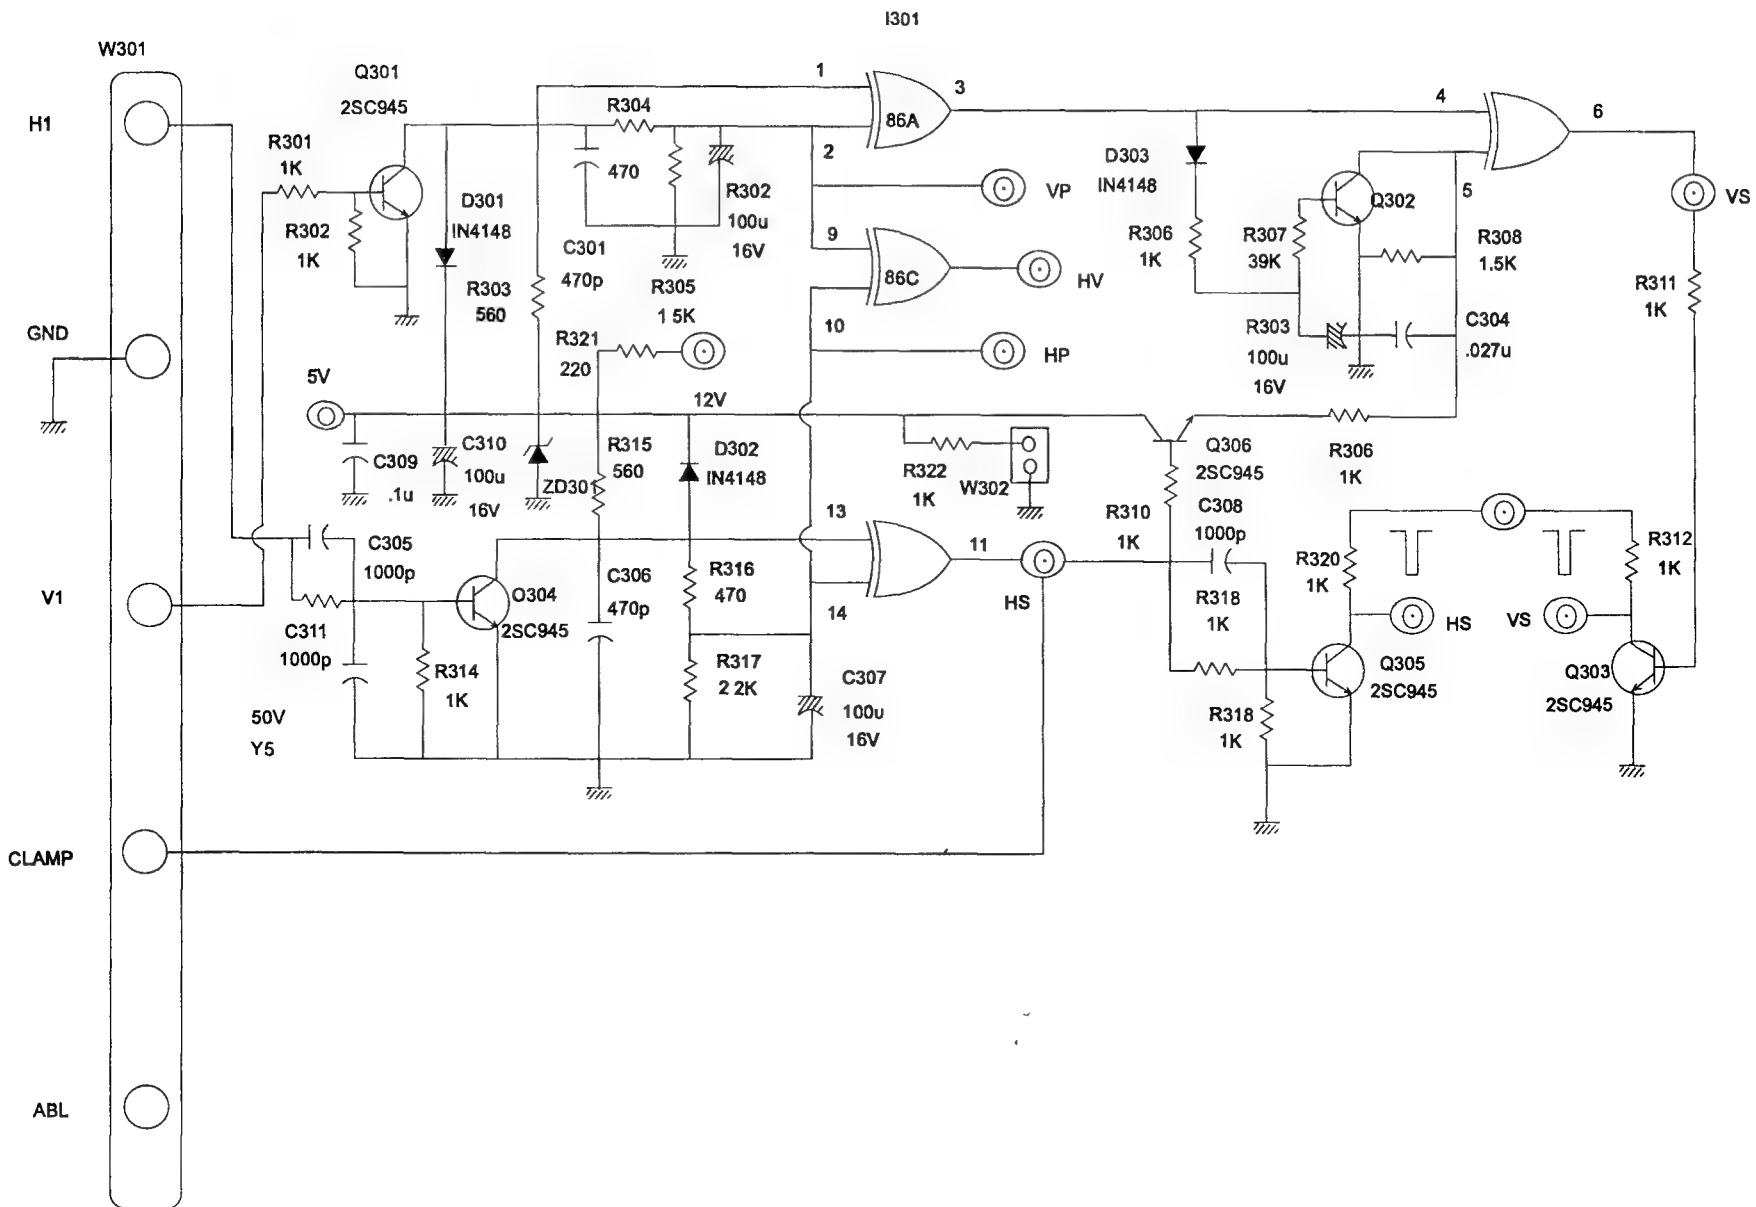 I301
W301
H1
Q301
2SC945
1
3
4
6
R304
86A
R301
1K
470
2
D303
IN4148
VP
Q302
5
VS
R302
1K
D301
IN4148
R302
100u
16V
C301
470p
9
86C
HV
R306
1K
R307
39K
R308
1.5K
R303
560
R305
1 5K
R311
1K
GND
10
HP
R321
220
R303
100u
16V
C304
.027u
5V
12V
C309
.1u
C310
100u
16V
ZD301
R315
560
D302
IN4148
R322
1K
W302
Q306
2SC945
R306
1K
C305
1000p
13
11
R310
1K
C308
1000p
R320
1K
R312
1K
V1
O304
2SC945
C306
470p
R316
470
14
HS
R318
1K
HS
VS
C311
1000p
R314
1K
R317
2 2K
C307
100u
16V
Q305
2SC945
Q303
2SC945
R318
1K
50V
Y5
CLAMP
ABL